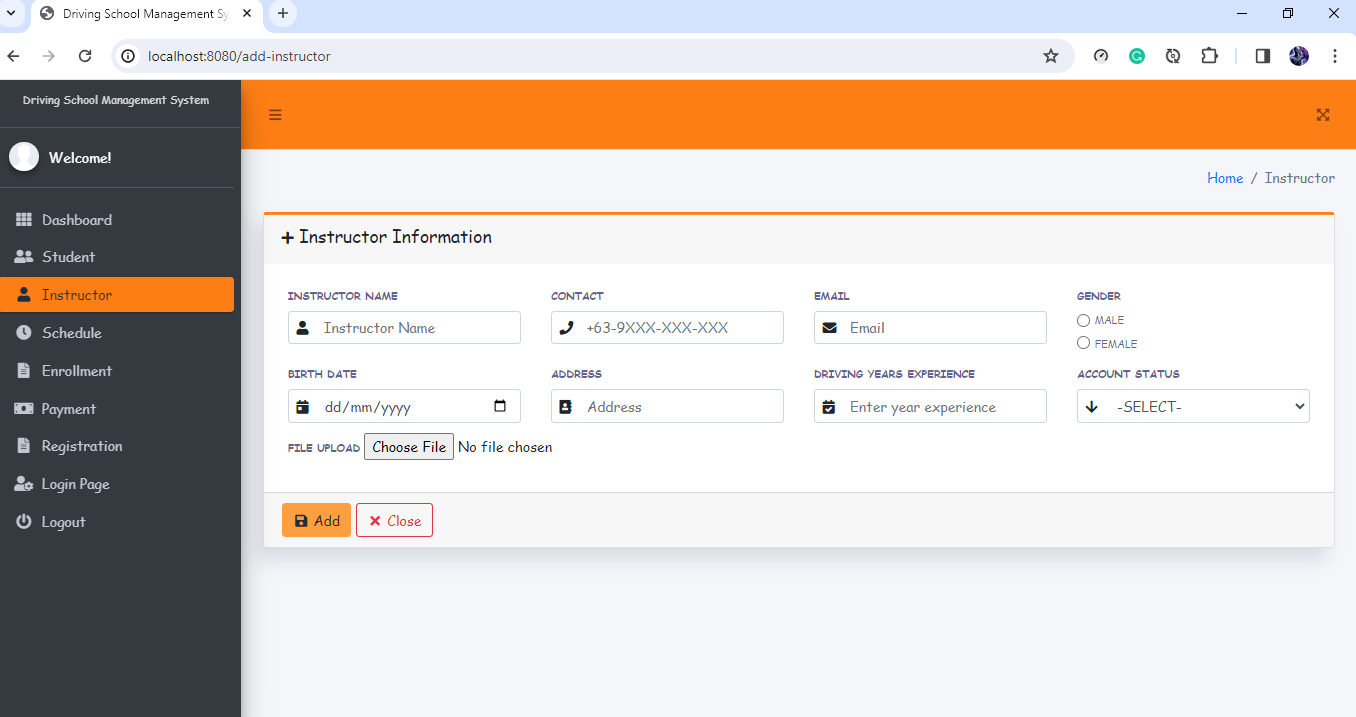 Driving School Management Sy
localhost:8080/add-instructor
Driving School Management System
Welcome!
Dashboard
Student
Instructor
Schedule
Enrollment
Payment
Registration
Login Page
Logout
Home / Instructor
Instructor Information
INSTRUCTOR NAME
Instructor Name
CONTACT
+63-9XXX-XXX-XXX
EMAIL
Email
GENDER
MALE
FEMALE
BIRTH DATE
dd/mm/yyyy
ADDRESS
Address
DRIVING YEARS EXPERIENCE
Enter year experience
ACCOUNT STATUS
-SELECT-
FILE UPLOAD Choose File No file chosen
Add Close